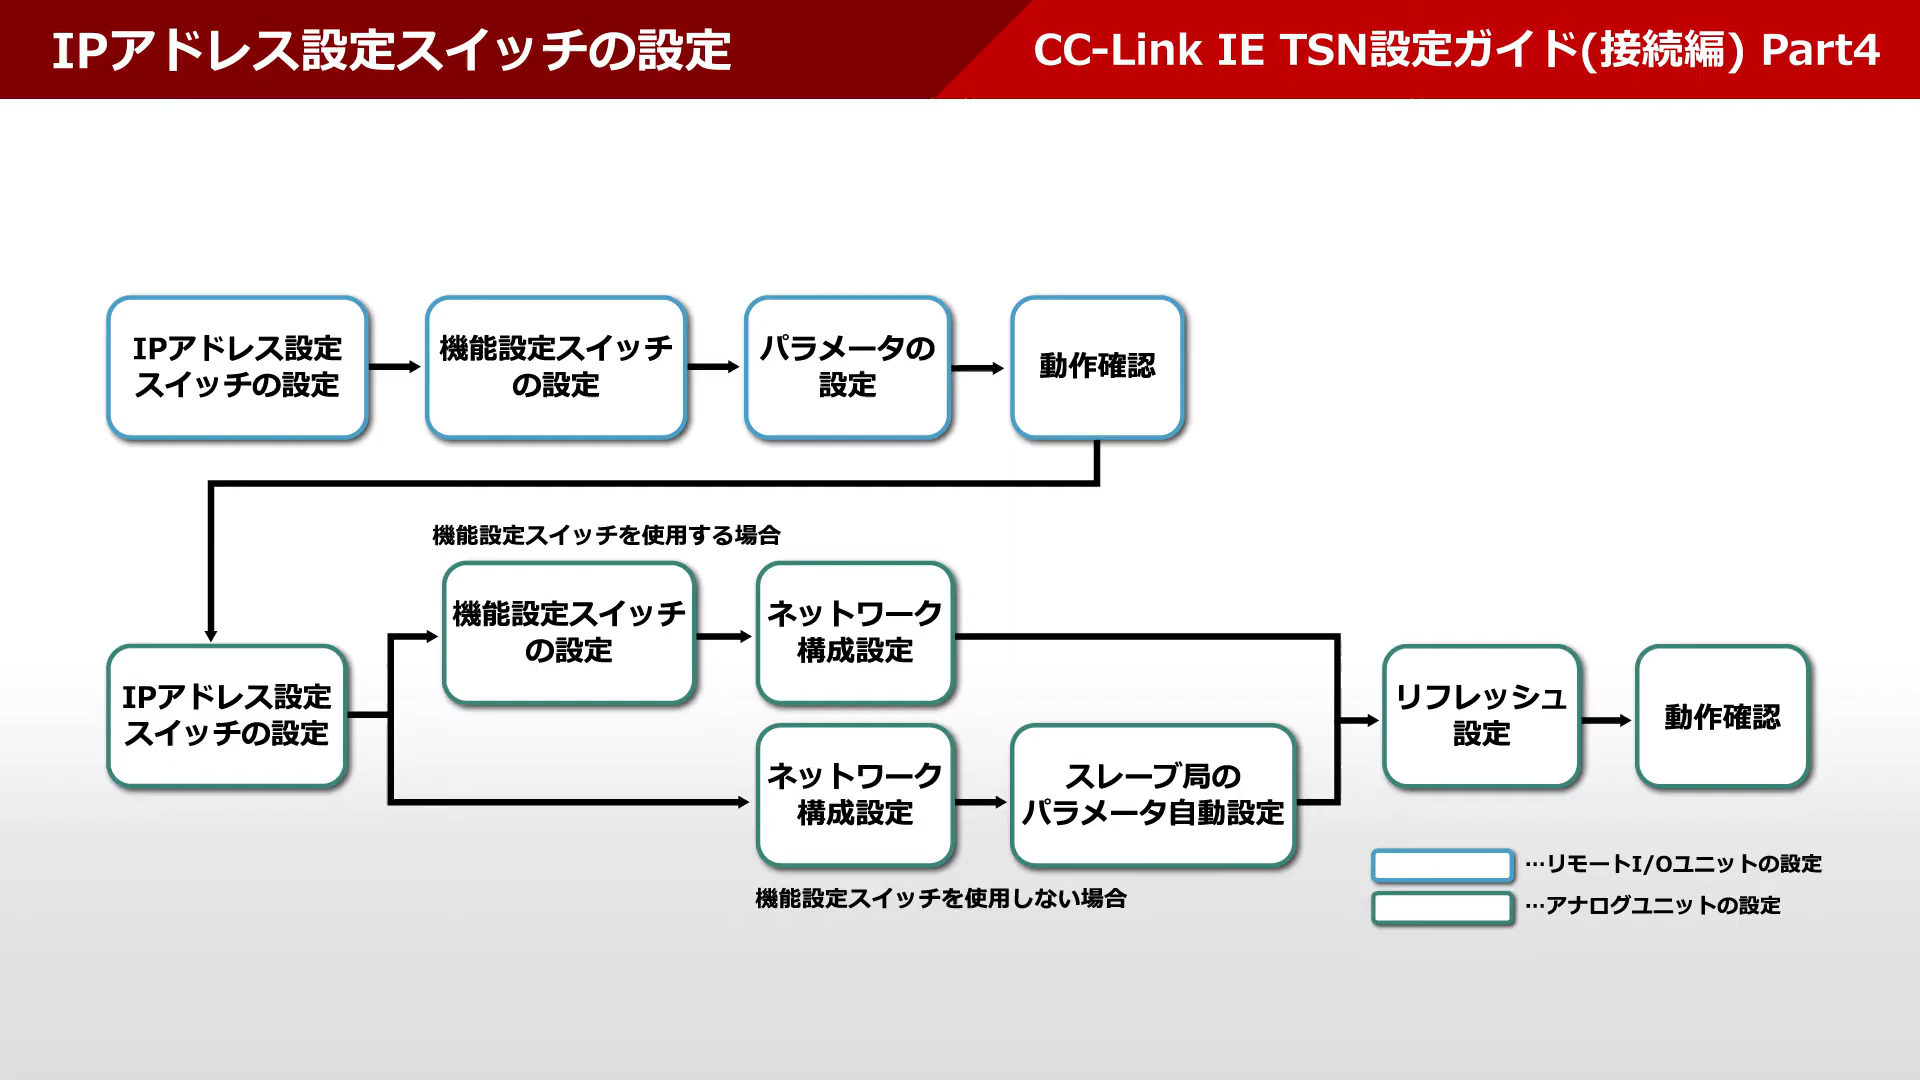 IPアドレス設定スイッチの設定
CC-Link IE TSN設定ガイド(接続編) Part4
IPアドレス設定
スイッチの設定
機能設定スイッチ
の設定
パラメータの
設定
動作確認
機能設定スイッチを使用する場合
機能設定スイッチ
の設定
ネットワーク
構成設定
IPアドレス設定
スイッチの設定
ネットワーク
構成設定
スレーブ局の
パラメータ自動設定
リフレッシュ
設定
動作確認
機能設定スイッチを使用しない場合
…リモートI/Oユニットの設定
…アナログユニットの設定